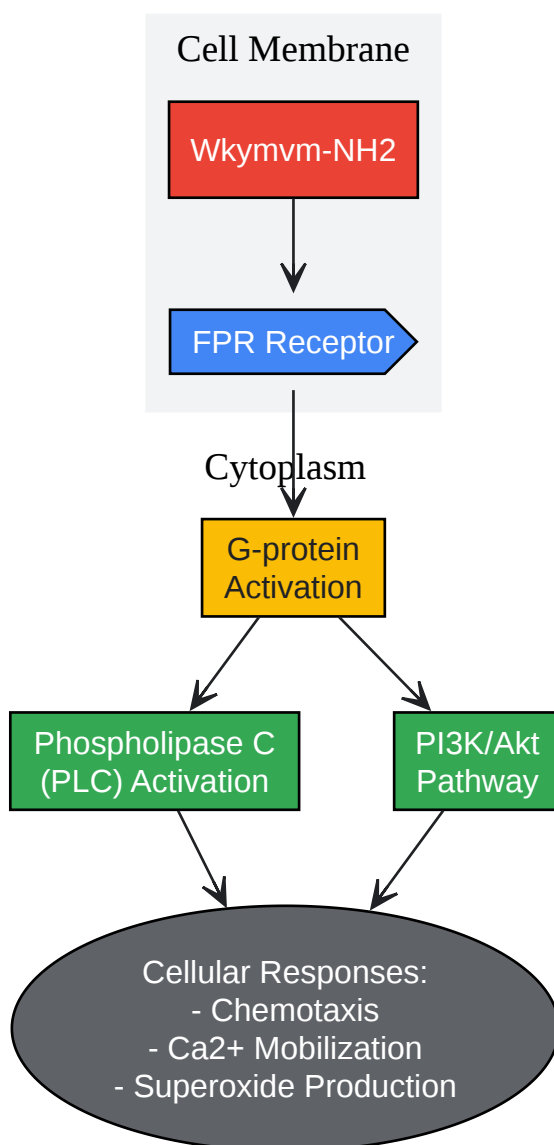 Cell Membrane
Wkymvm-NH2
FPR Receptor
Cytoplasm
G-protein
Activation
Phospholipase C
(PLC) Activation
PI3K/Akt
Pathway
Cellular Responses:
- Chemotaxis
- Ca2+ Mobilization
- Superoxide Production